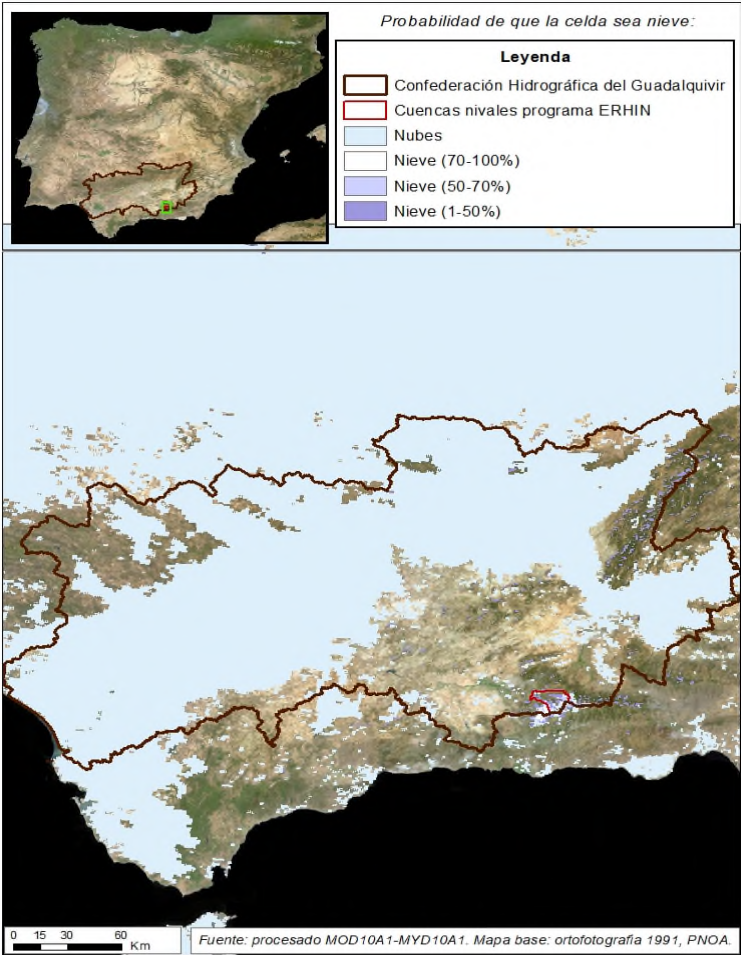 Probabilidad de que la celda sea nieve:
Leyenda
Confederación Hidrográfica del Guadalquivir
Cuencas nivales programa ERHIN
Nubes
Nieve (70-100%)
Nieve (50-70%)
Nieve (1-50%)
0 15 30 60
Km
Fuente: procesado MOD10A1-MYD10A1. Mapa base: ortofotografia 1991, PNOA.